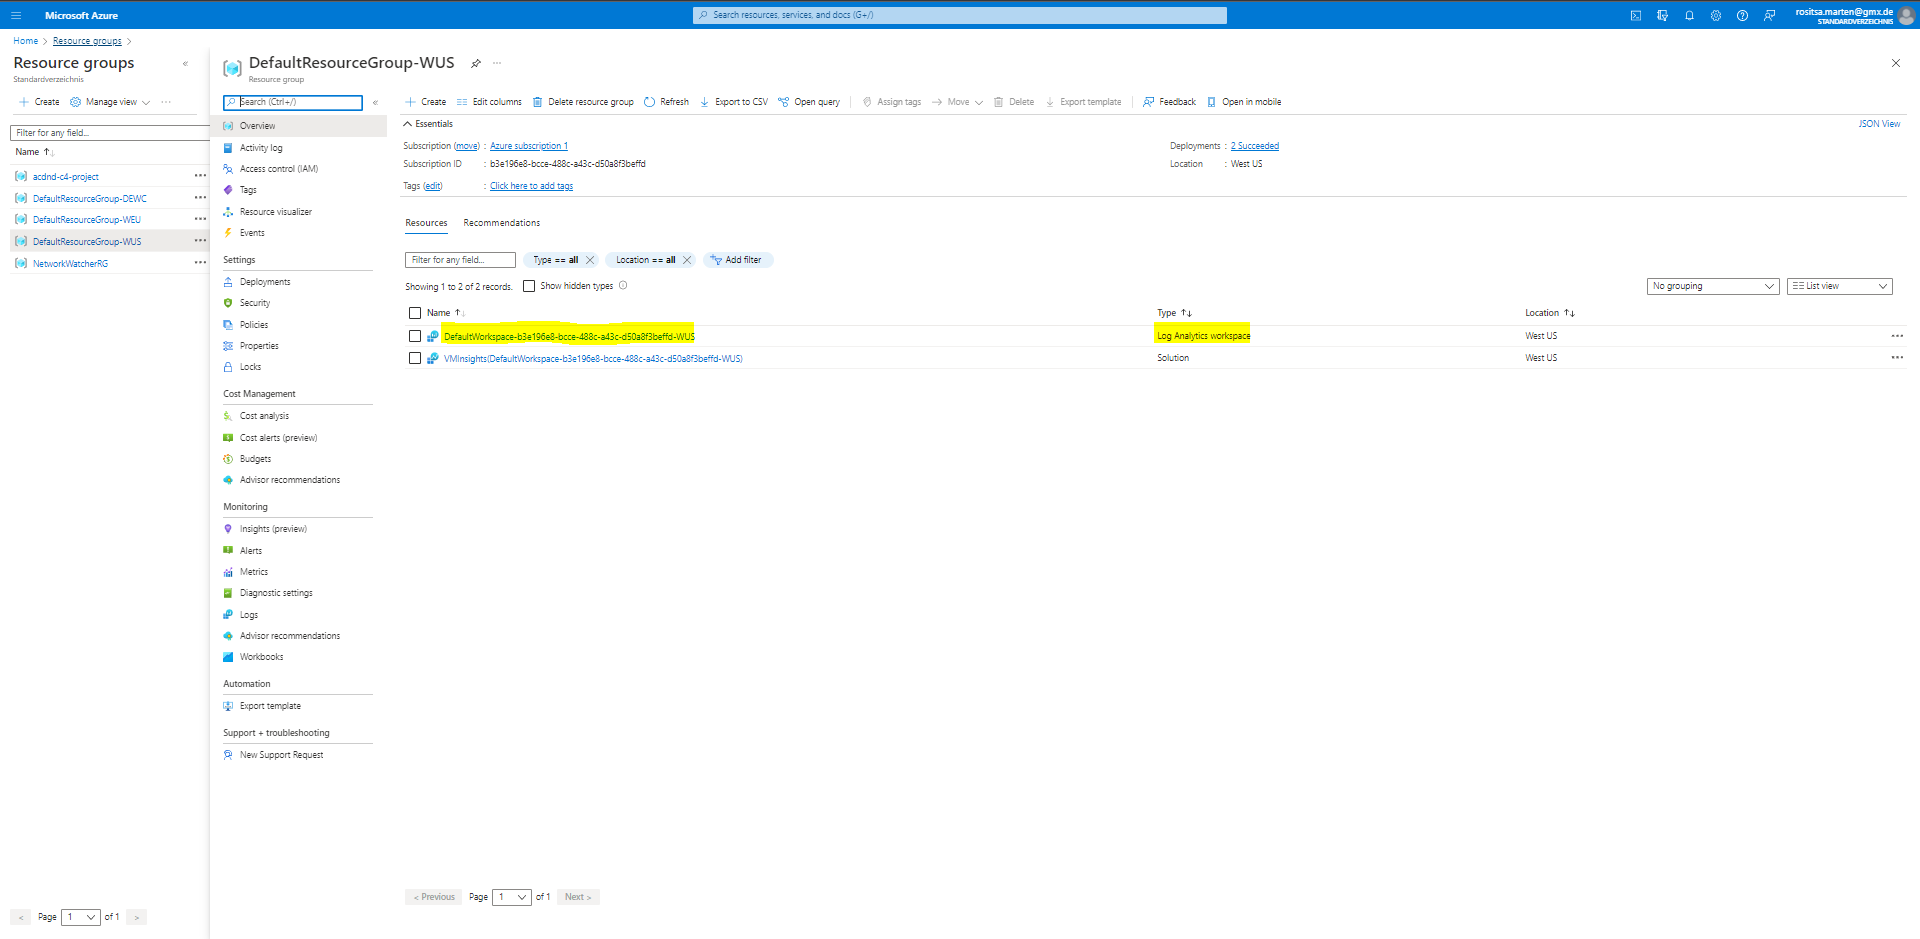 Microsoft Azure
Search resources, services, and docs (G+/)
rositsa.marten@gmx.de
STANDARDVERZEICHNIS
Home > Resource groups >
Resource groups
Standardverzeichnis
Create Manage view ...
Filter for any field...
Name
acdnd-c4-project ...
DefaultResourceGroup-DEWC ...
DefaultResourceGroup-WEU ...
DefaultResourceGroup-WUS ...
NetworkWatcherRG ...
< Page 1 of 1 >
DefaultResourceGroup-WUS ...
Resource group
Search (Ctrl+/)
Overview
Activity log
Access control (IAM)
Tags
Resource visualizer
Events
Settings
Deployments
Security
Policies
Properties
Locks
Cost Management
Cost analysis
Cost alerts (preview)
Budgets
Advisor recommendations
Monitoring
Insights (preview)
Alerts
Metrics
Diagnostic settings
Logs
Advisor recommendations
Workbooks
Automation
Export template
Support + troubleshooting
New Support Request
Create Edit columns Delete resource group Refresh Export to CSV Open query Assign tags Move Delete Export template Feedback Open in mobile
Essentials JSON View
Subscription (move) : Azure subscription 1 Deployments : 2 Succeeded
Subscription ID : b3e196e8-bcce-488c-a43c-d50a8f3beffd Location : West US
Tags (edit) : Click here to add tags
Resources Recommendations
Filter for any field... Type == all Location == all Add filter
Showing 1 to 2 of 2 records. Show hidden types No grouping List view
Name Type Location
DefaultWorkspace-b3e196e8-bcce-488c-a43c-d50a8f3beffd-WUS Log Analytics workspace West US ...
VMInsights(DefaultWorkspace-b3e196e8-bcce-488c-a43c-d50a8f3beffd-WUS) Solution West US ...
< Previous Page 1 of 1 Next >